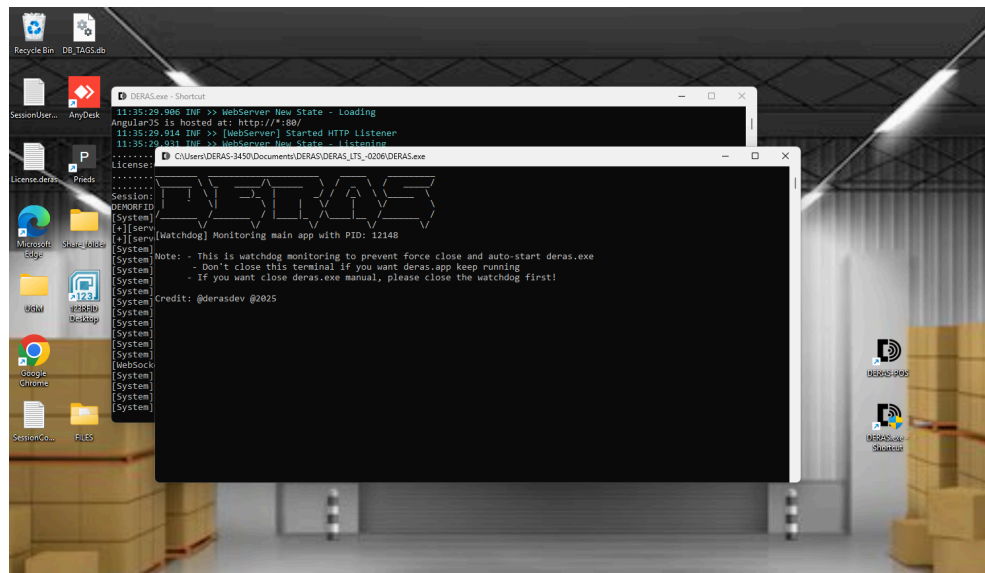 Recycle Bin
DB_TAGS.db
SessionUser...
AnyDesk
License.deras
Prieds
Microsoft Edge
Share_folder
UGM
123RFID Desktop
Google Chrome
SessionCo...
FILES
DERAS-POS
DERAS.exe - Shortcut
DERAS.exe - Shortcut
11:35:29.906 INF >> WebServer New State - Loading
AngularJS is hosted at: http://*:80/
11:35:29.914 INF >> [WebServer] Started HTTP Listener
11:35:29.931 INF >> WebServer New State - Listening
License:
Session:
DEMORFID
[System]
[+][serv
[+][serv
[System]
[System]
[System]
[System]
[System]
[System]
[System]
[System]
[System]
[System]
[System]
[WebSock
[System]
[System]
[System]
[System]
C:\Users\DERAS-3450\Documents\DERAS\DERAS_LTS_-0206\DERAS.exe
DERAS
[Watchdog] Monitoring main app with PID: 12148
Note: - This is watchdog monitoring to prevent force close and auto-start deras.exe
- Don't close this terminal if you want deras.app keep running
- If you want close deras.exe manual, please close the watchdog first!
Credit: @derasdev @2025